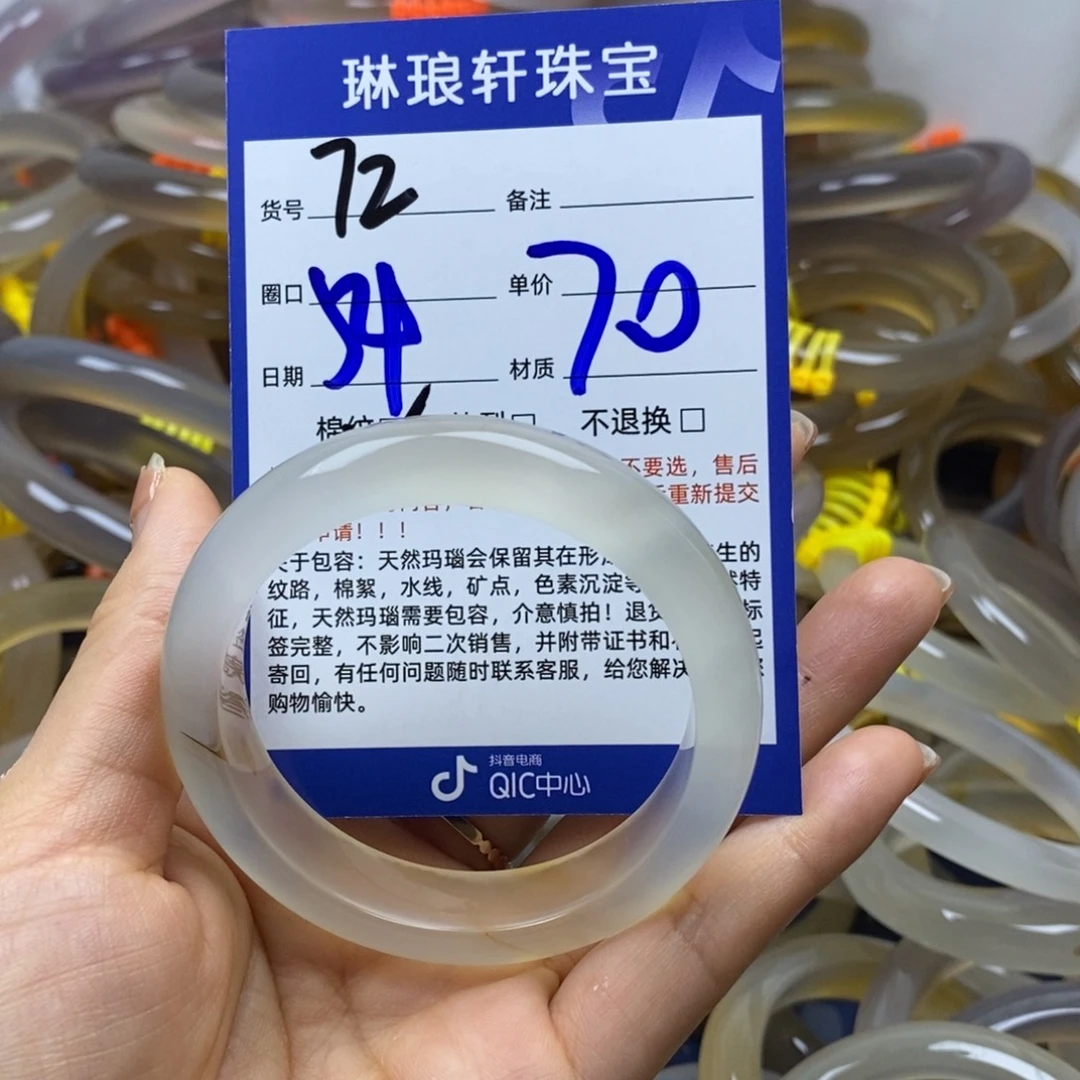 琳琅轩珠宝
货号 72 备注
圈口 54 单价 70
日期 材质
棉纹 不退换 □
不要选，售后
重新提交
请！！！
关于包容：天然玛瑙会保留其在形 生的
纹路，棉絮，水线，矿点，色素沉淀等 特
征，天然玛瑙需要包容，介意慎拍！退货 标
签完整，不影响二次销售，并附带证书和 起
寄回，有任何问题随时联系客服，给您解决
购物愉快。
抖音电商
QIC中心